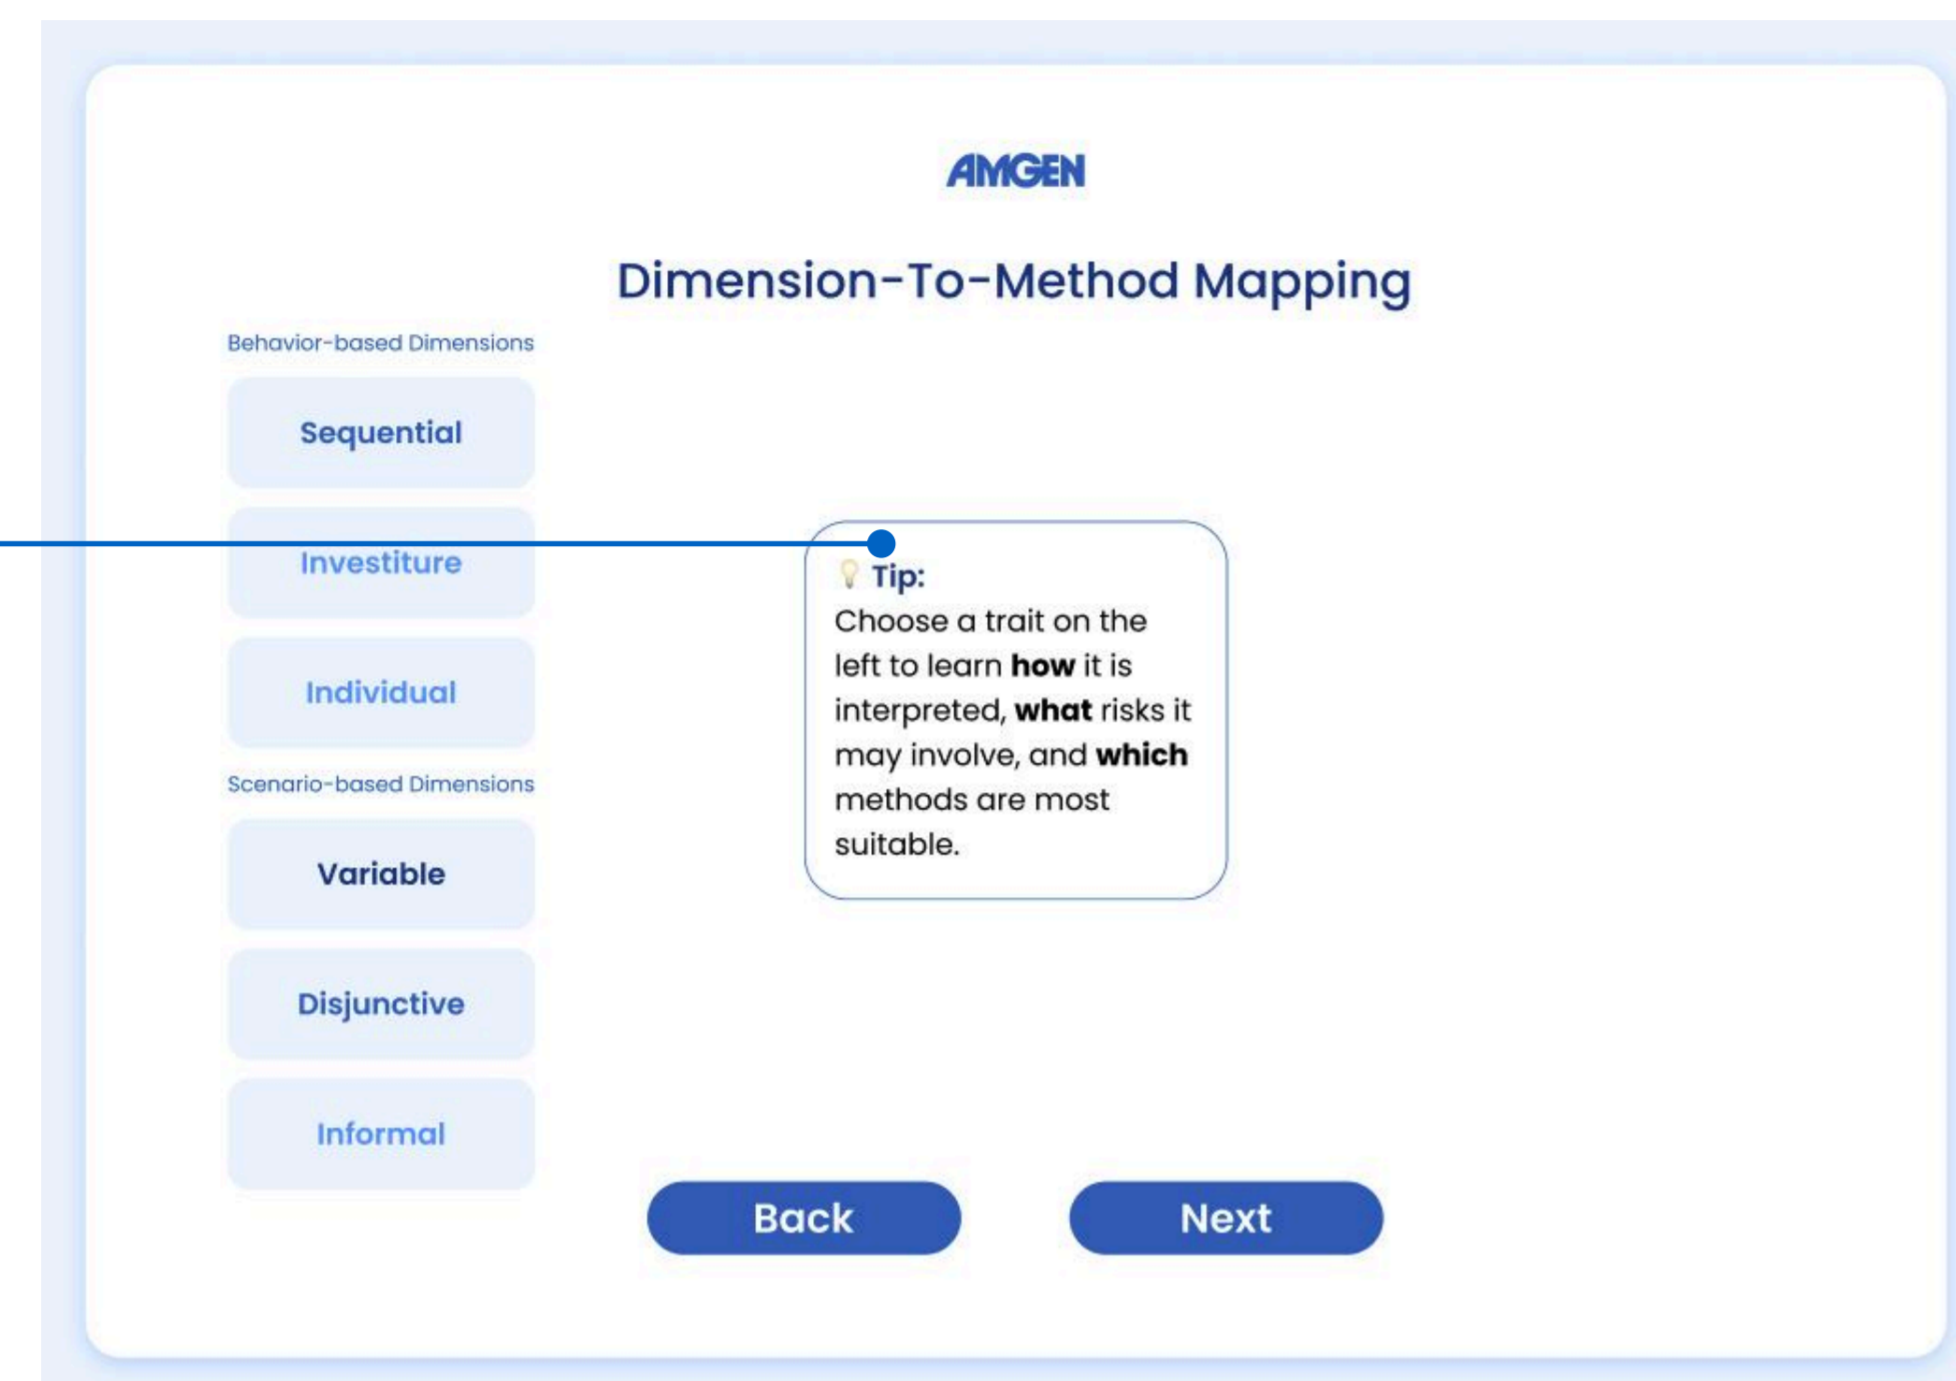 AMGEN
Dimension-To-Method Mapping
Behavior-based Dimensions
Sequential
Investiture
Individual
Scenario-based Dimensions
Variable
Disjunctive
Informal
Tip:
Choose a trait on the
left to learn how it is
interpreted, what risks it
may involve, and which
methods are most
suitable.
Back
Next